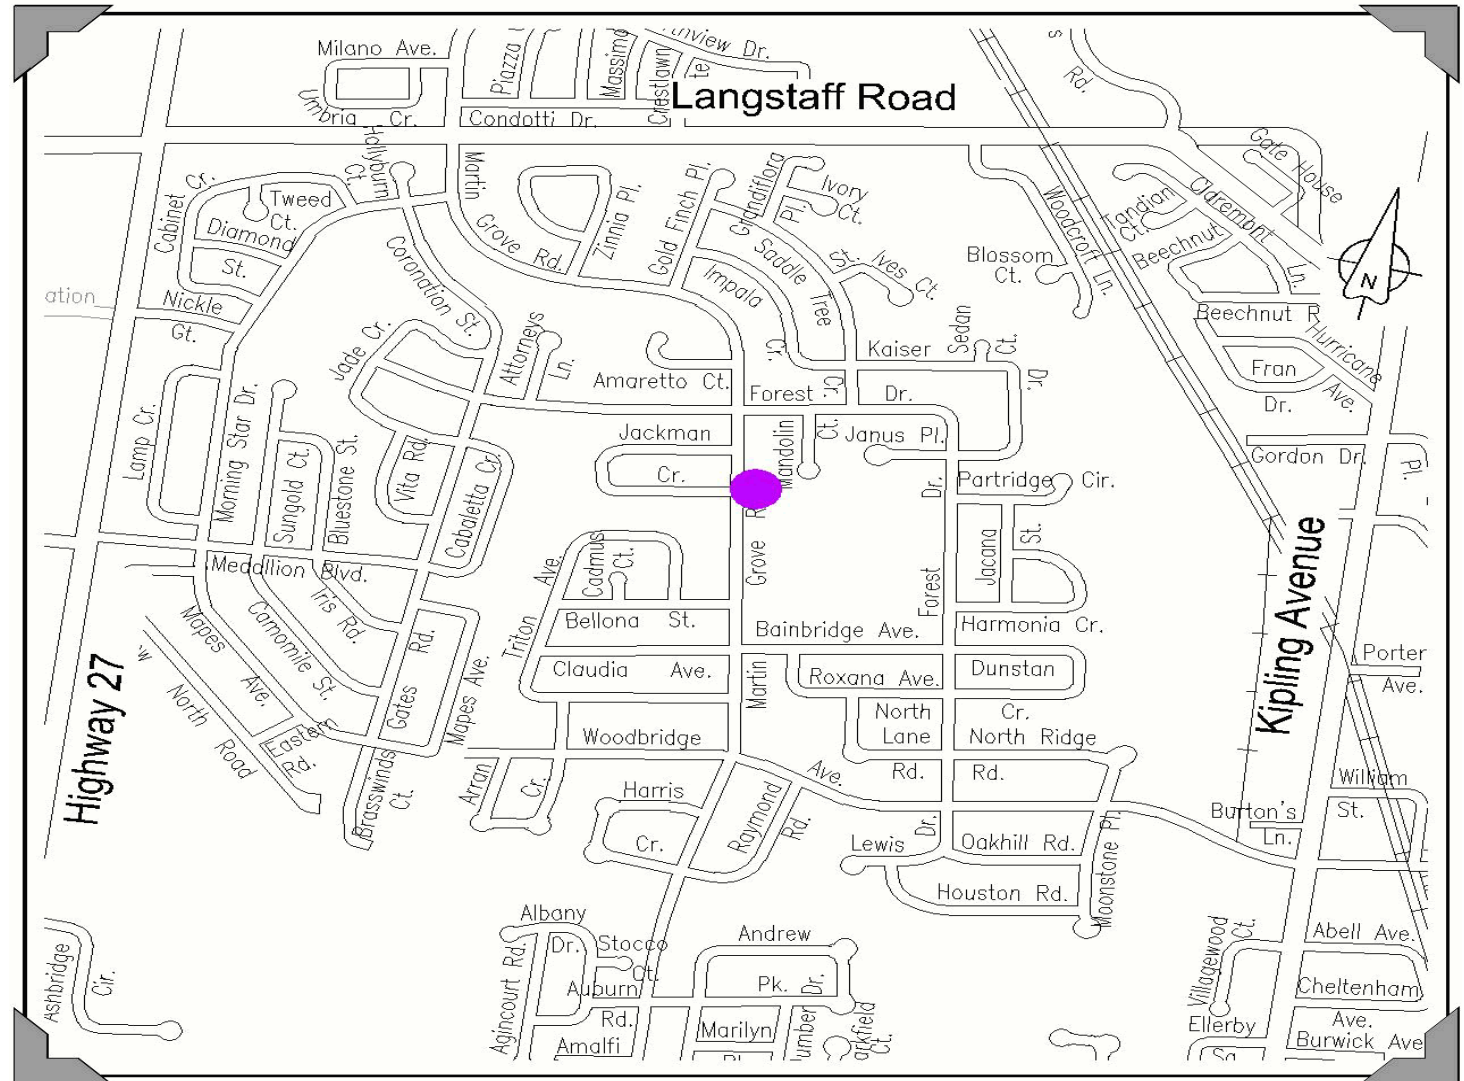 Milano Ave.
Piazza
Massimo
Crestlawn
Dr.
Rd.
Umbria Cr.
Condotti Dr.
Langstaff Road
Gate House
Hollyburn
Ct.
Martin
Grove Rd.
Zinnia Pl.
Gold Finch Pl.
Grandiflora
Pl.
Ivory
Ct.
Cabinet
Cr.
Tweed
Ct.
Diamond
St.
Nickle
Gt.
ation
Coronation St.
Impala
Cr.
Saddle
Tree
Cr.
St.
Ives Ct.
Blossom
Ct.
Woodcroft Ln.
Tandian
Ct.
Claremont
Ln.
Beechnut
Beechnut R
Hurricane
Ave.
Fran
Dr.
N
Jade Cr.
Attorneys
Ln.
Amaretto Ct.
Kaiser
Dr.
Sedan
Ct.
Forest
Dr.
Lamp Cr.
Morning Star Dr.
Sungold Ct.
Bluestone St.
Vita Rd.
Cabaletta Cr.
Jackman
Cr.
Mandolin
Ct.
Janus Pl.
Partridge Cir.
Gordon Dr.
Pl.
Jacana
St.
Forest
Dr.
Grove
Cadmus
Ct.
Triton
Ave.
Bellona St.
Bainbridge Ave.
Harmonia Cr.
Kipling Avenue
Medallion Blvd.
Iris Rd.
Camomile St.
Mapes
Ave.
Gates
Rd.
Mapes Ave.
Claudia Ave.
Martin
Roxana Ave.
Dunstan
Cr.
Porter
Ave.
Highway 27
North
Road
Eastern
Rd.
Brasswinds
Ct.
Woodbridge
Ave.
North
Lane
Rd.
North Ridge
Rd.
Arran
Cr.
Harris
Cr.
Raymond
Rd.
William
St.
Burton's
Ln.
Lewis
Dr.
Oakhill Rd.
Houston Rd.
Moonstone Pl.
Albany
Dr.
Stocco
Ct.
Agincourt Rd.
Auburn
Rd.
Amalfi
Andrew
Pk.
Dr.
Marilyn
Pl.
umber
arkfield
Ct.
Ashbridge
Cir.
Villagewood
Ct.
Abell Ave.
Cheltenham
Ave.
Ellerby
Sq.
Burwick Ave